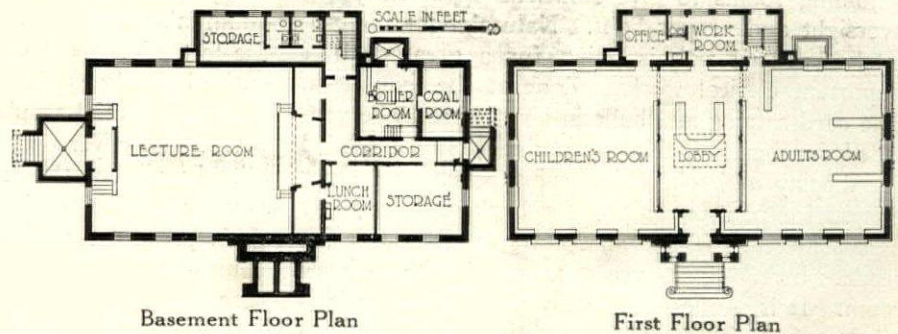 STORAGE
SCALE IN FEET
BOILER
ROOM
COAL
ROOM
LECTURE ROOM
CORRIDOR
LUNCH
ROOM
STORAGE
Basement Floor Plan
OFFICE
WORK
ROOM
CHILDREN'S ROOM
LOBBY
ADULTS ROOM
First Floor Plan